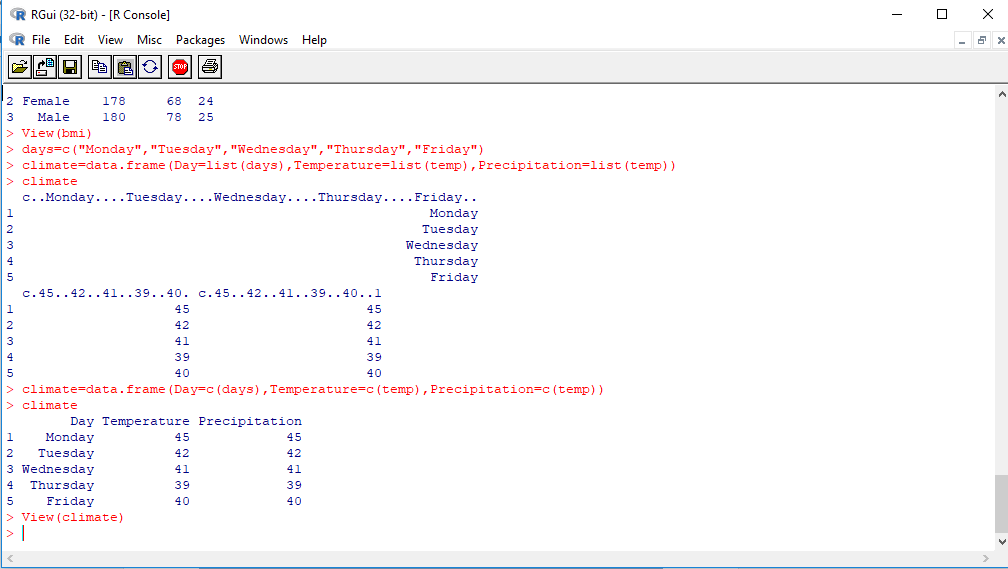 RGui (32-bit) - [R Console]
File Edit View Misc Packages Windows Help
STOP
2 Female    178     68  24
3   Male    180     78  25
> View(bmi)
> days=c("Monday","Tuesday","Wednesday","Thursday","Friday")
> climate=data.frame(Day=list(days),Temperature=list(temp),Precipitation=list(temp))
> climate
  c..Monday....Tuesday....Wednesday....Thursday....Friday..
1                                                    Monday
2                                                   Tuesday
3                                                 Wednesday
4                                                  Thursday
5                                                    Friday
  c.45..42..41..39..40. c.45..42..41..39..40..1
1                    45                      45
2                    42                      42
3                    41                      41
4                    39                      39
5                    40                      40
> climate=data.frame(Day=c(days),Temperature=c(temp),Precipitation=c(temp))
> climate
        Day Temperature Precipitation
1    Monday          45            45
2   Tuesday          42            42
3 Wednesday          41            41
4  Thursday          39            39
5    Friday          40            40
> View(climate)
>